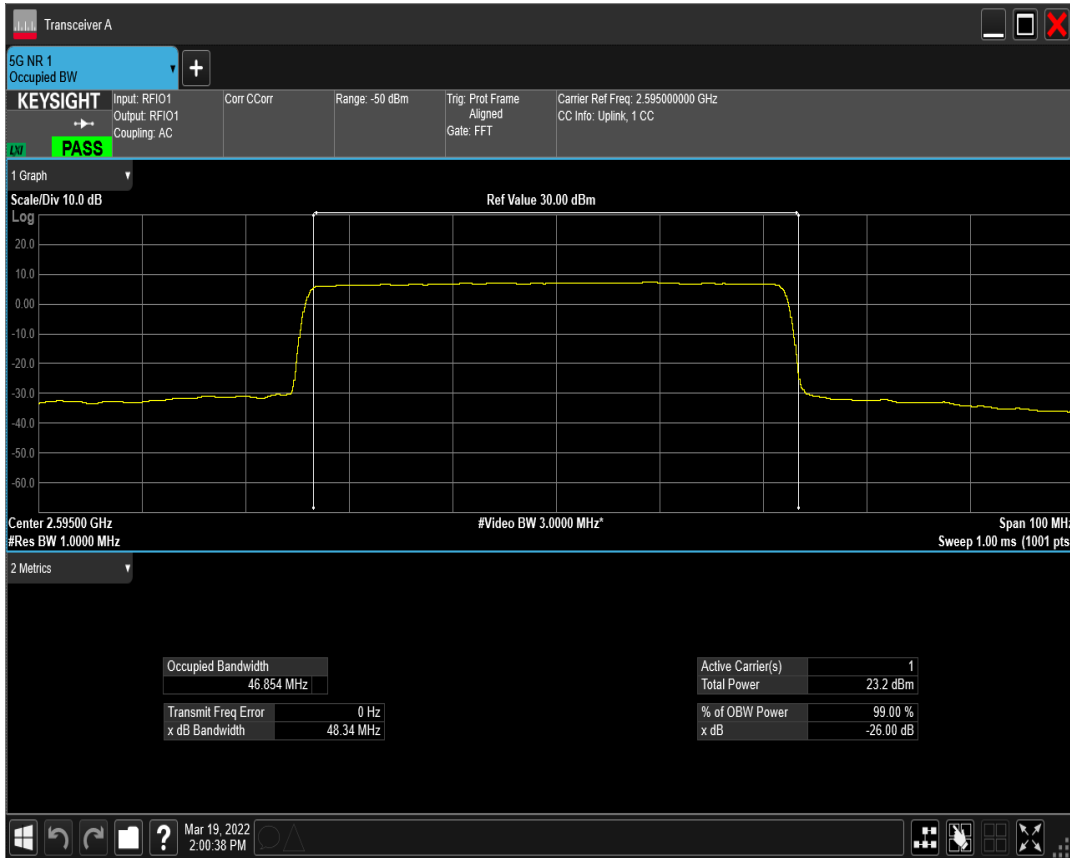 Transceiver A
5G NR 1
Occupied BW
+
KEYSIGHT
LXI
PASS
Input: RFIO1
Output: RFIO1
Coupling: AC
Corr CCorr
Range: -50 dBm
Trig: Prot Frame
Aligned
Gate: FFT
Carrier Ref Freq: 2.595000000 GHz
CC Info: Uplink, 1 CC
1 Graph
Scale/Div 10.0 dB
Ref Value 30.00 dBm
Log
20.0
10.0
0.00
-10.0
-20.0
-30.0
-40.0
-50.0
-60.0
Center 2.59500 GHz
#Video BW 3.0000 MHz*
Span 100 MHz
#Res BW 1.0000 MHz
Sweep 1.00 ms (1001 pts
2 Metrics
Occupied Bandwidth
46.854 MHz
Transmit Freq Error 0 Hz
x dB Bandwidth 48.34 MHz
Active Carrier(s) 1
Total Power 23.2 dBm
% of OBW Power 99.00 %
x dB -26.00 dB
?
Mar 19, 2022
2:00:38 PM